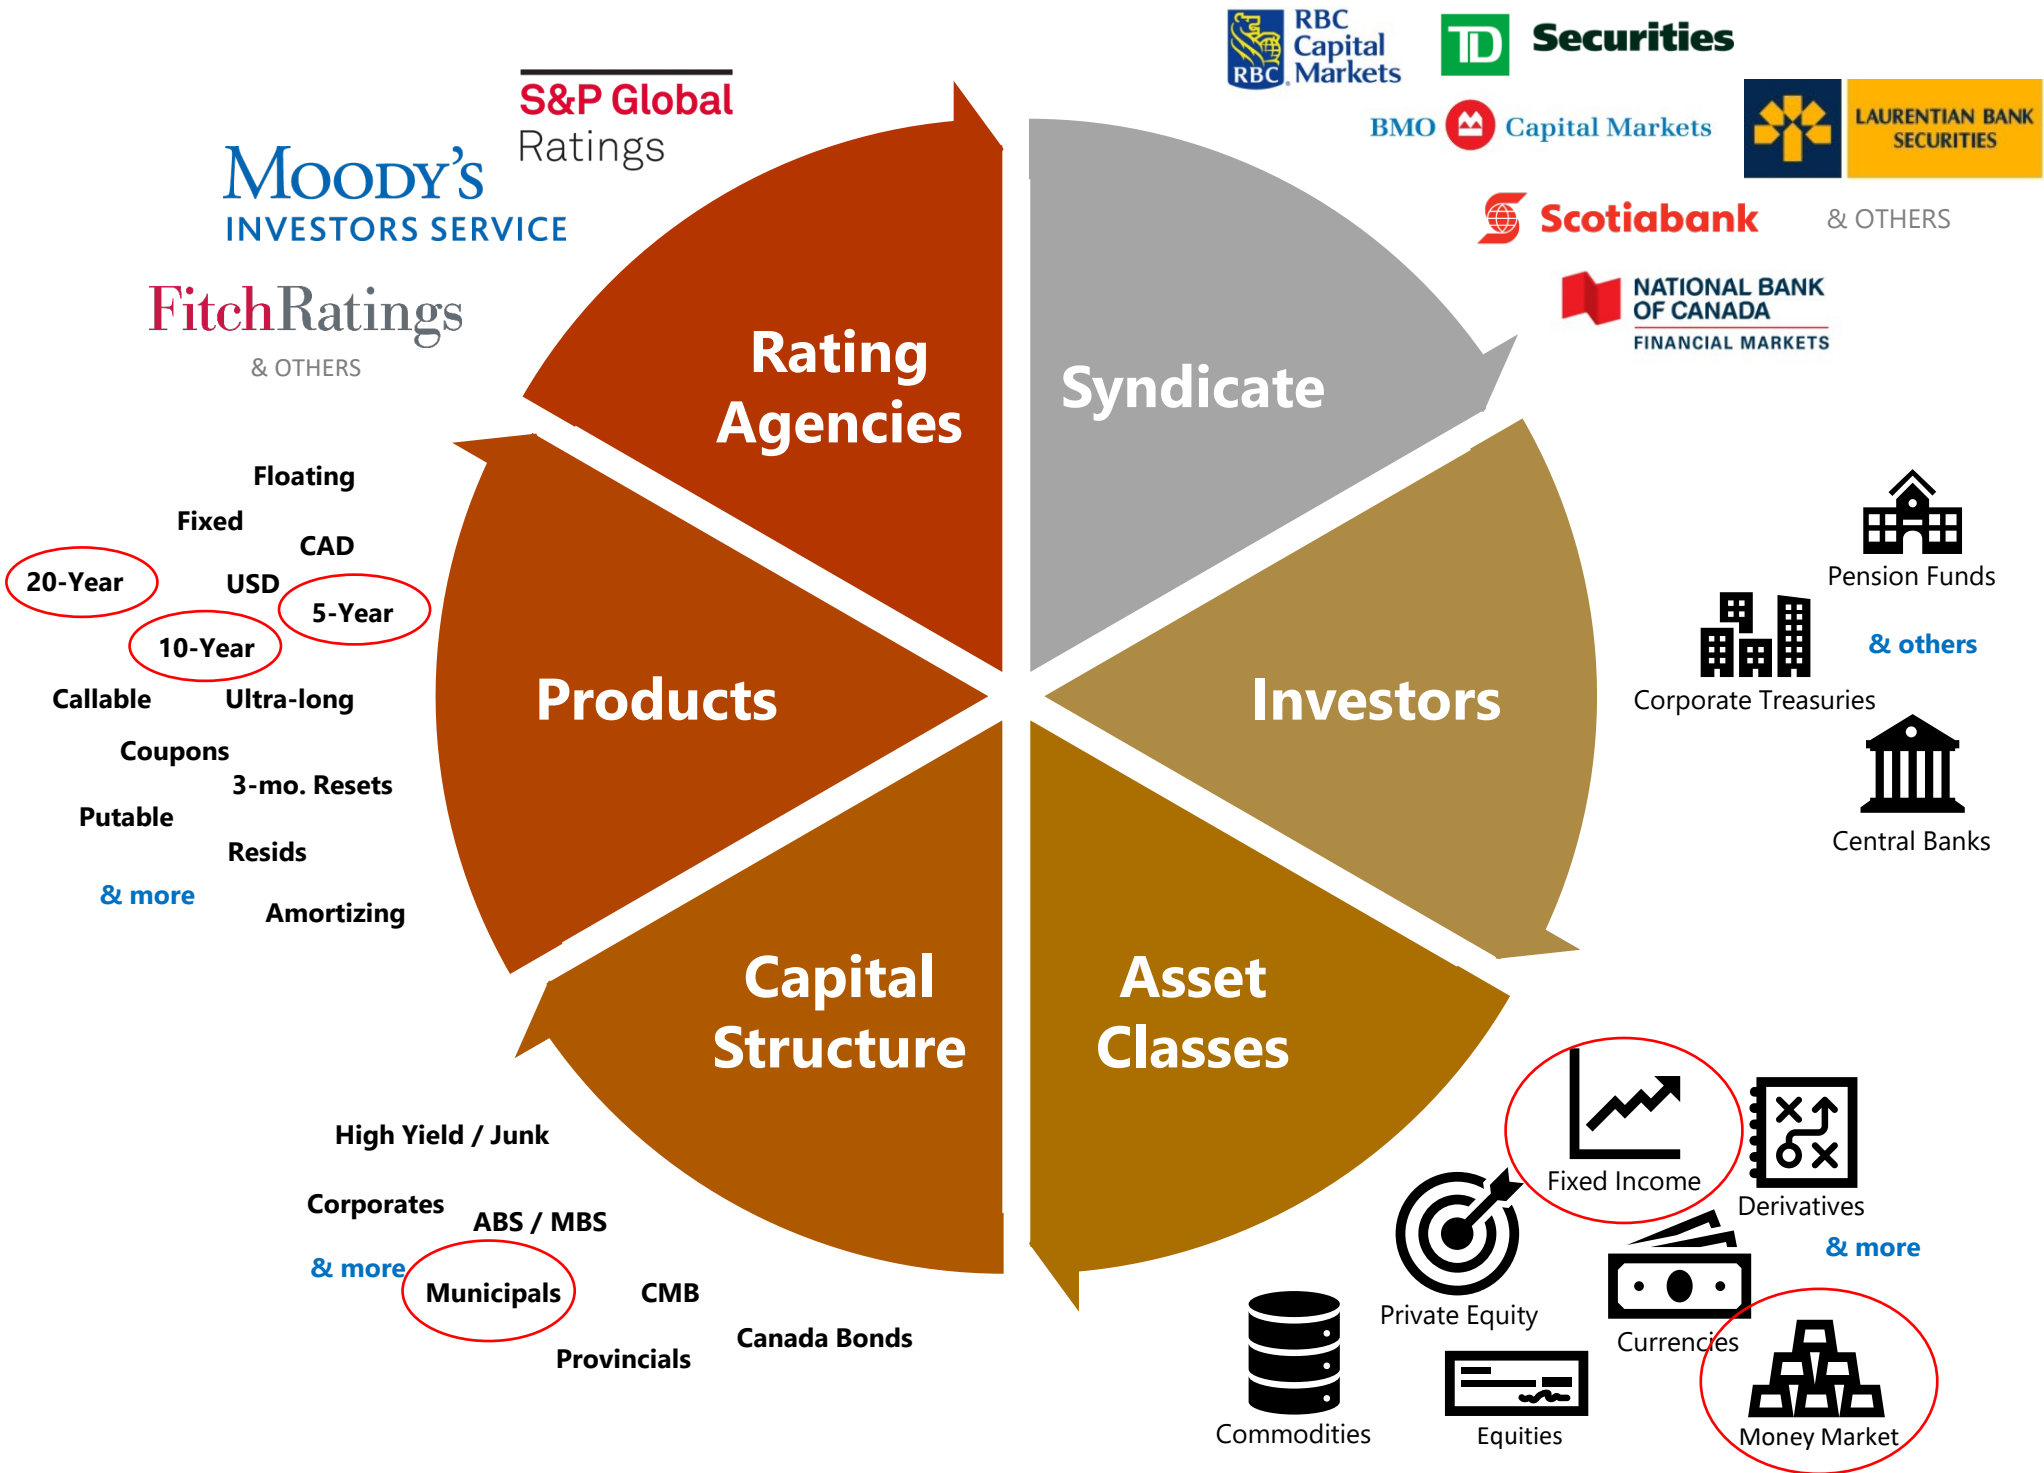 S&P Global
Ratings
MOODY'S
INVESTORS SERVICE
FitchRatings
& OTHERS
RBC
Capital
Markets
RBC
TD
Securities
BMO
Capital Markets
LAURENTIAN BANK
SECURITIES
Scotiabank
& OTHERS
NATIONAL BANK
OF CANADA
FINANCIAL MARKETS
Rating
Agencies
Syndicate
Products
Investors
Capital
Structure
Asset
Classes
Floating
Fixed
CAD
20-Year
USD
5-Year
10-Year
Callable
Ultra-long
Coupons
3-mo. Resets
Putable
Resids
& more
Amortizing
Pension Funds
& others
Corporate Treasuries
Central Banks
High Yield / Junk
Corporates
ABS / MBS
& more
Municipals
CMB
Canada Bonds
Provincials
Fixed Income
Derivatives
& more
Private Equity
Currencies
Commodities
Equities
Money Market